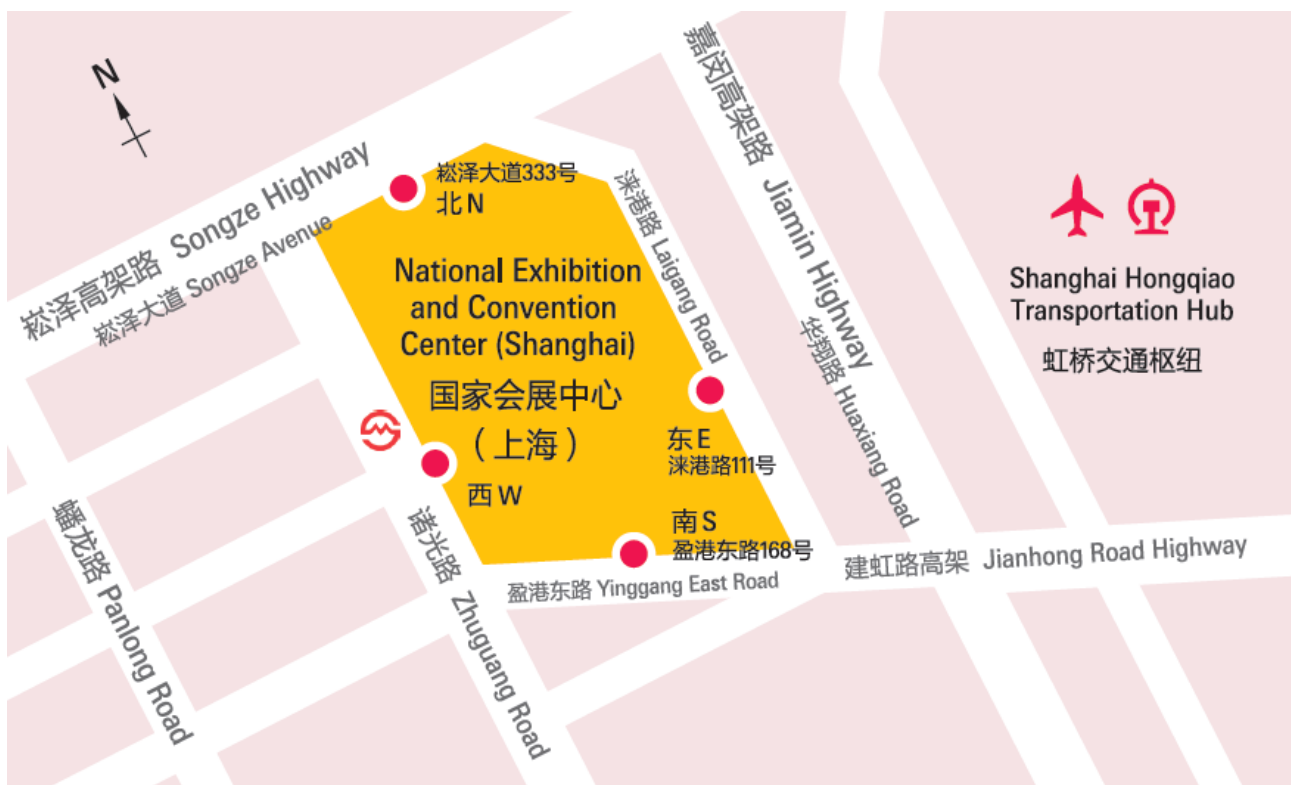 N
崧泽高架路 Songze Highway
崧泽大道 Songze Avenue
崧泽大道333号
北 N
National Exhibition
and Convention
Center (Shanghai)
国家会展中心
（上海）
涞港路 Laigang Road
嘉闵高架路 Jiamin Highway
华翔路 Huaxiang Road
Shanghai Hongqiao
Transportation Hub
虹桥交通枢纽
东 E
涞港路111号
西 W
南 S
盈港东路168号
盈港东路 Yinggang East Road
建虹路高架 Jianhong Road Highway
诸光路 Zhuguang Road
蟠龙路 Panlong Road